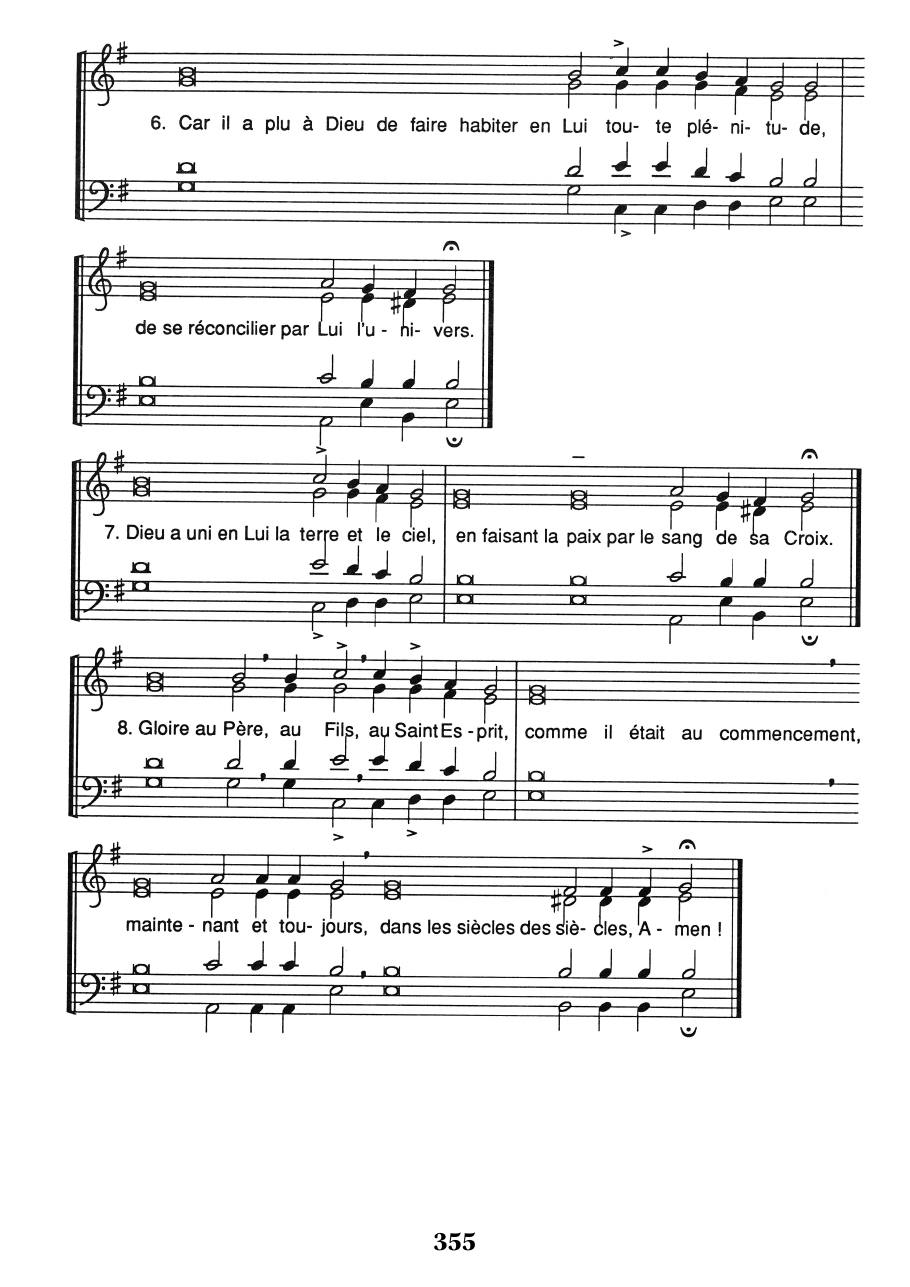 6. Car il a plu à Dieu de faire habiter en Lui tou- te plé- ni- tu- de,
de se réconcilier par Lui l'u - ni- vers.
7. Dieu a uni en Lui la terre et le ciel, en faisant la paix par le sang de sa Croix.
8. Gloire au Père, au Fils, au Saint Es - prit, comme il était au commencement,
mainte - nant et tou- jours, dans les siècles des siè- cles, A - men !
355